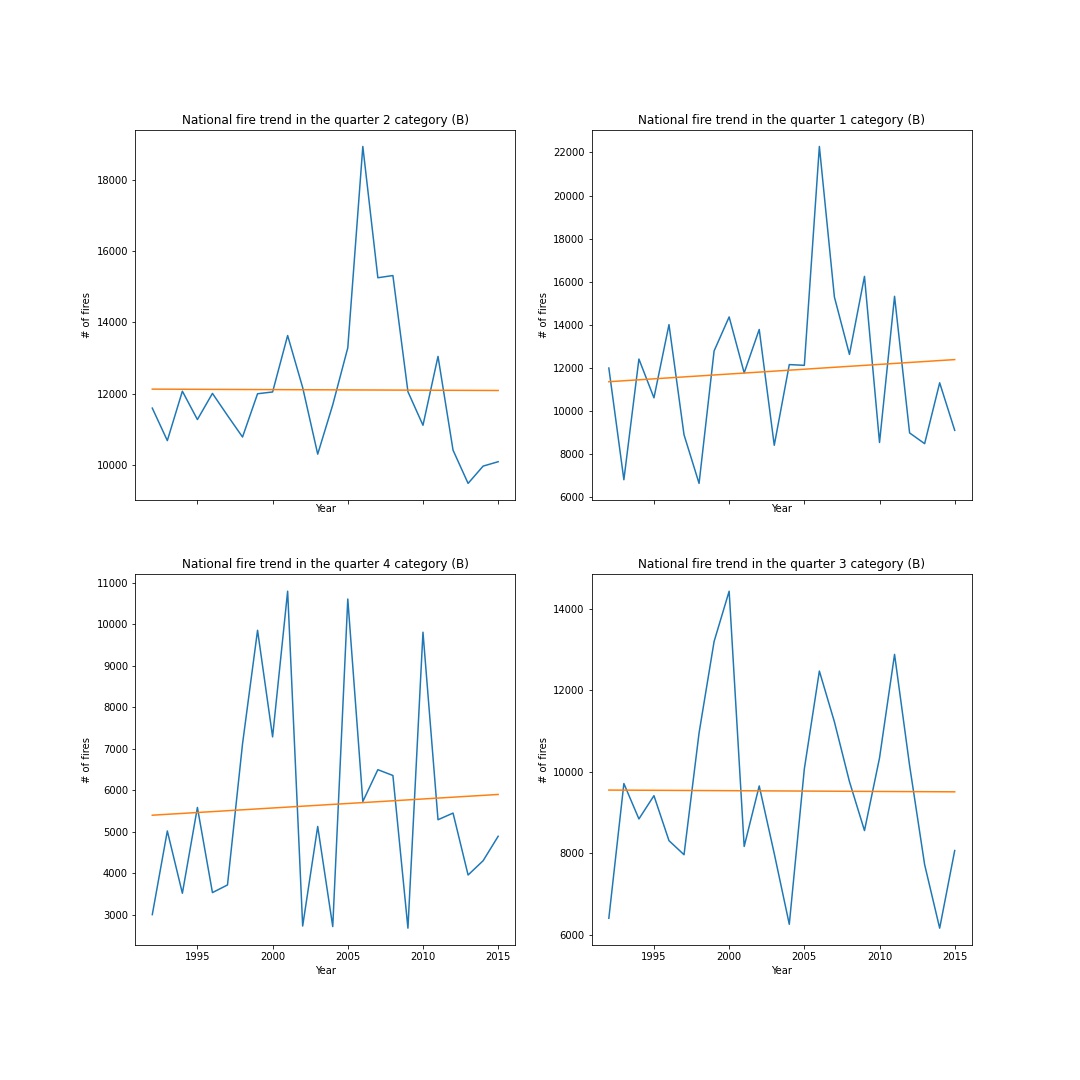 National fire trend in the quarter 2 category (B)
18000
16000
14000
12000
10000
# of fires
Year
National fire trend in the quarter 1 category (B)
22000
20000
18000
16000
14000
12000
10000
8000
6000
# of fires
Year
National fire trend in the quarter 4 category (B)
11000
10000
9000
8000
7000
6000
5000
4000
3000
# of fires
1995 2000 2005 2010 2015
Year
National fire trend in the quarter 3 category (B)
14000
12000
10000
8000
6000
# of fires
1995 2000 2005 2010 2015
Year